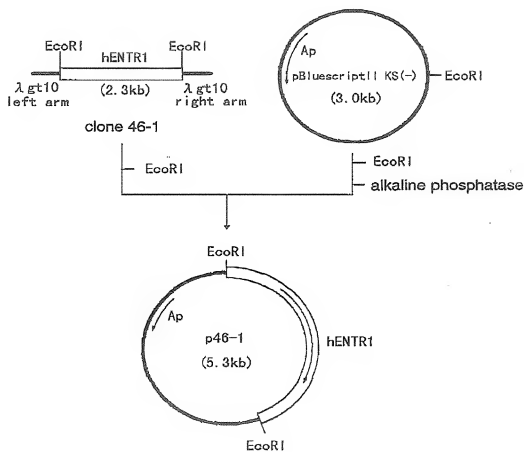 EcoRI EcoRI
hENTR1
(2.3kb)
λgt10
left arm
λgt10
right arm
clone 46-1
Ap
pBluescriptII KS(-)
(3.0kb)
EcoRI
EcoRI
EcoRI
alkaline phosphatase
EcoRI
Ap
p46-1
(5.3kb)
hENTR1
EcoRI